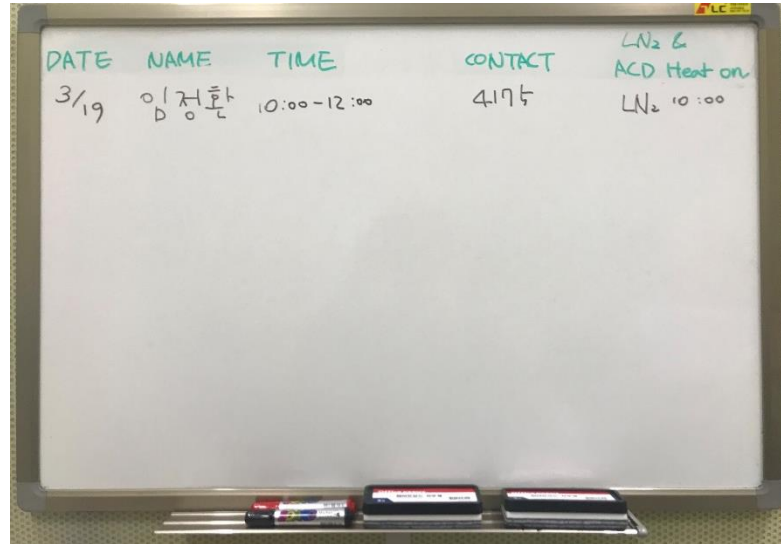 DATE NAME TIME CONTACT LN₂ & ACD Heat on
3/19 임정환 10:00-12:00 4175 LN₂ 10:00